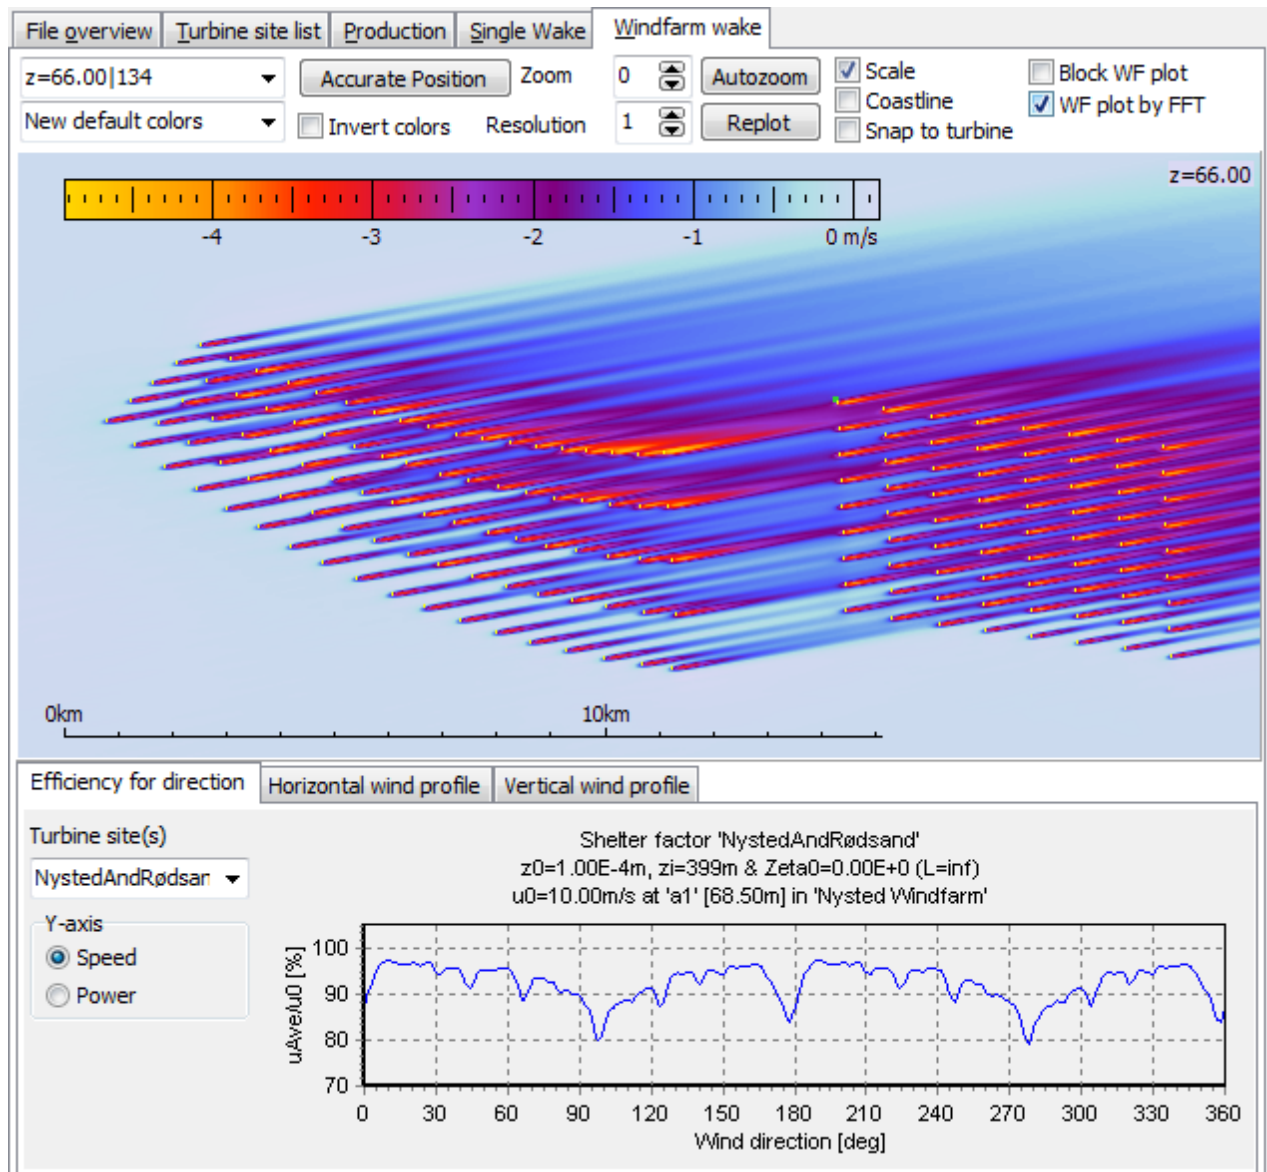 File overview Turbine site list Production Single Wake Windfarm wake
z=66.00|134 Accurate Position Zoom 0 Autozoom Scale Block WF plot
Coastline WF plot by FFT
New default colors Invert colors Resolution 1 Replot Snap to turbine
z=66.00
-4 -3 -2 -1 0 m/s
0km 10km
Efficiency for direction Horizontal wind profile Vertical wind profile
Turbine site(s)
NystedAndRødsan
Y-axis
Speed
Power
Shelter factor 'NystedAndRødsand'
z0=1.00E-4m, zi=399m & Zeta0=0.00E+0 (L=inf)
u0=10.00m/s at 'a1' [68.50m] in 'Nysted Windfarm'
uAve/u0 [%]
100
90
80
70
0 30 60 90 120 150 180 210 240 270 300 330 360
Wind direction [deg]